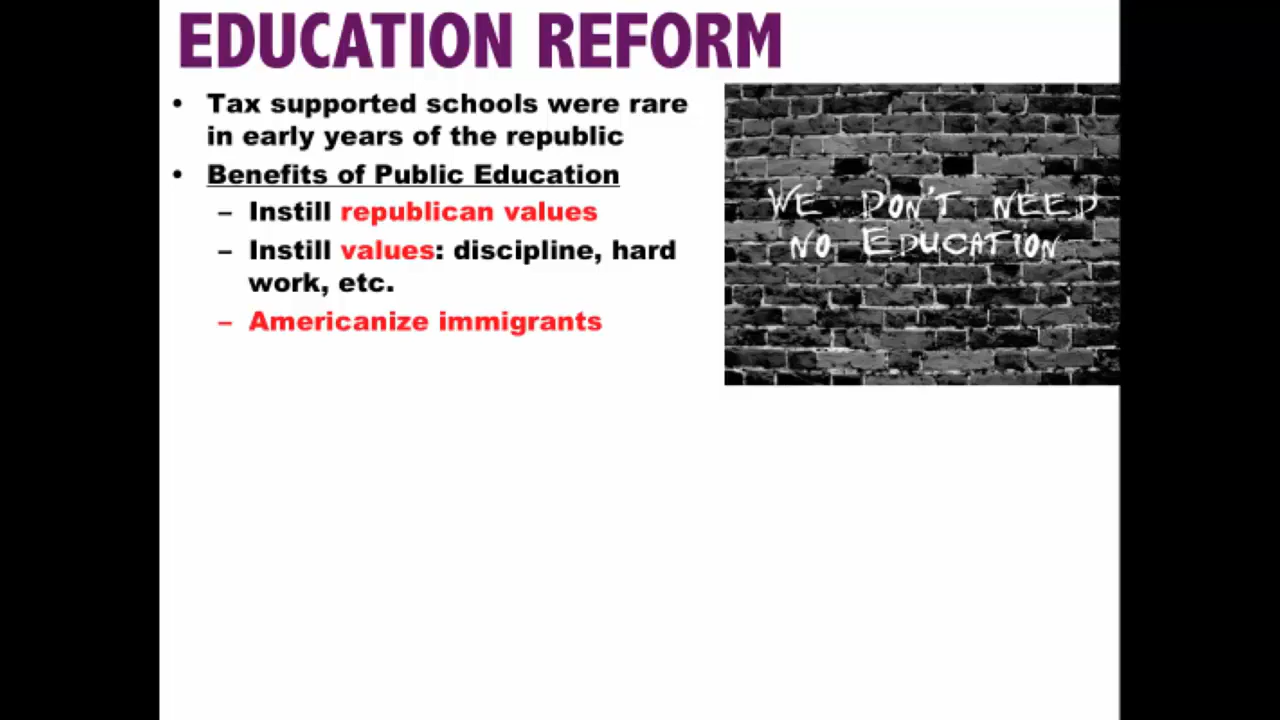 EDUCATION REFORM
• Tax supported schools were rare
in early years of the republic
• Benefits of Public Education
– Instill republican values
– Instill values: discipline, hard
work, etc.
– Americanize immigrants
WE DON'T NEED
NO EDUCATION